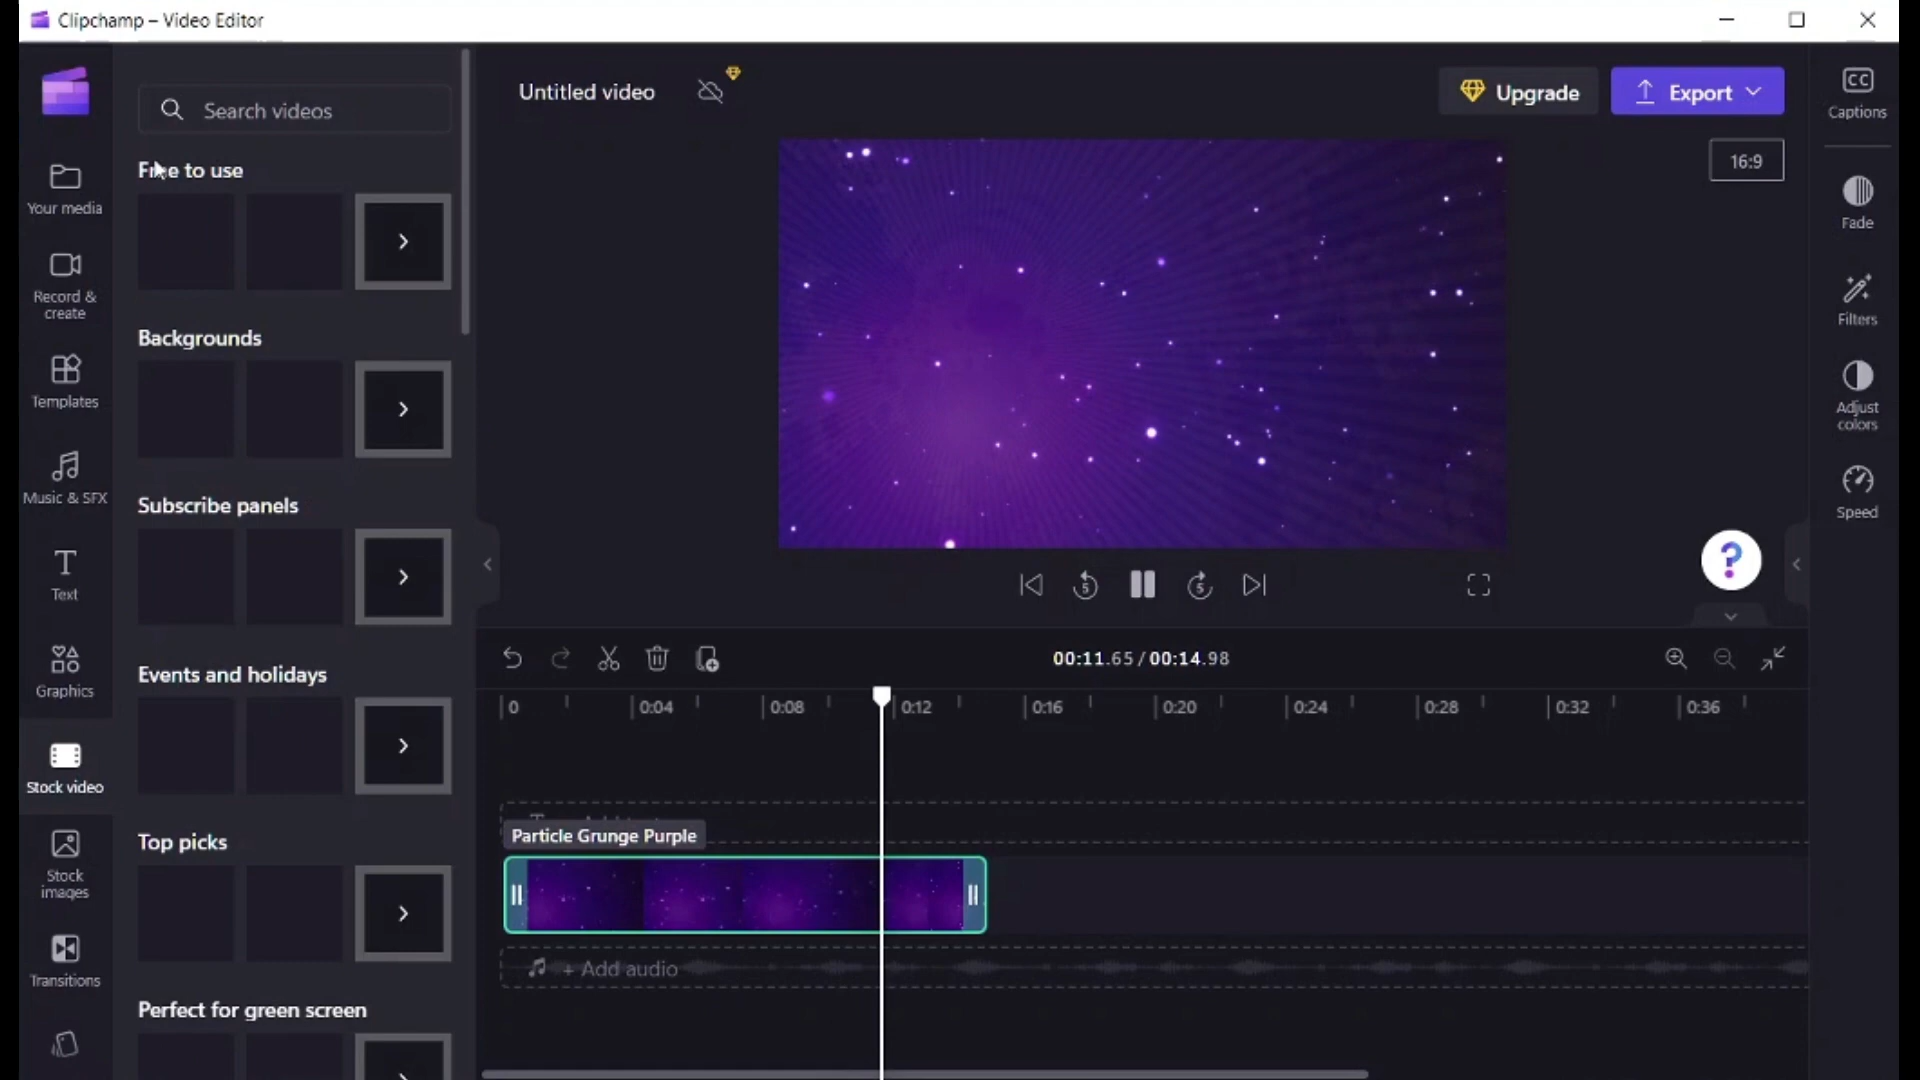 Clipchamp – Video Editor
Search videos
Free to use
Backgrounds
Subscribe panels
Events and holidays
Top picks
Perfect for green screen
Your media
Record &
create
Templates
Music & SFX
Text
Graphics
Stock video
Stock
images
Transitions
Untitled video
Upgrade
Export
16:9
CC
Captions
Fade
Filters
Adjust
colors
Speed
5
5
?
00:11.65 / 00:14.98
0
0:04
0:08
0:12
0:16
0:20
0:24
0:28
0:32
0:36
Particle Grunge Purple
+ Add audio